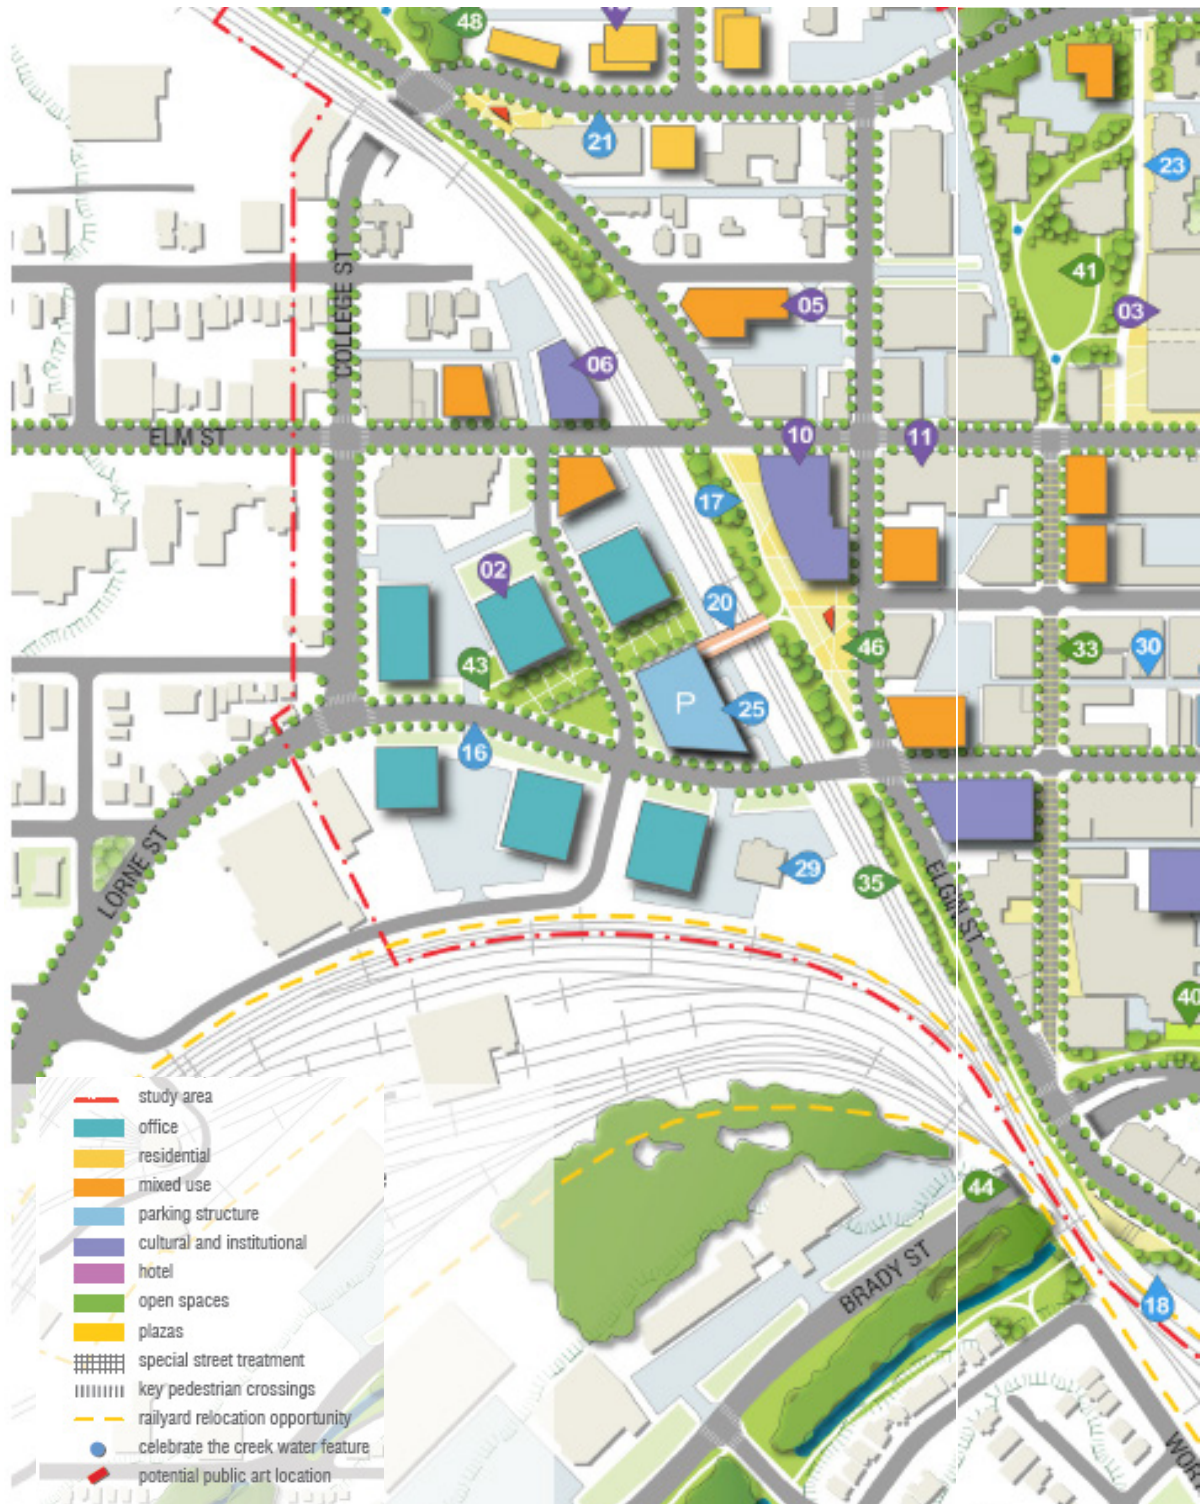 48
21
23
41
COLLEGE ST
05
03
06
ELM ST
10
11
17
02
20
43
46
33
30
P
25
16
29
LORNE ST
35
ELGIN ST
40
study area
office
residential
mixed use
parking structure
cultural and institutional
hotel
open spaces
plazas
special street treatment
key pedestrian crossings
railyard relocation opportunity
celebrate the creek water feature
potential public art location
44
BRADY ST
18